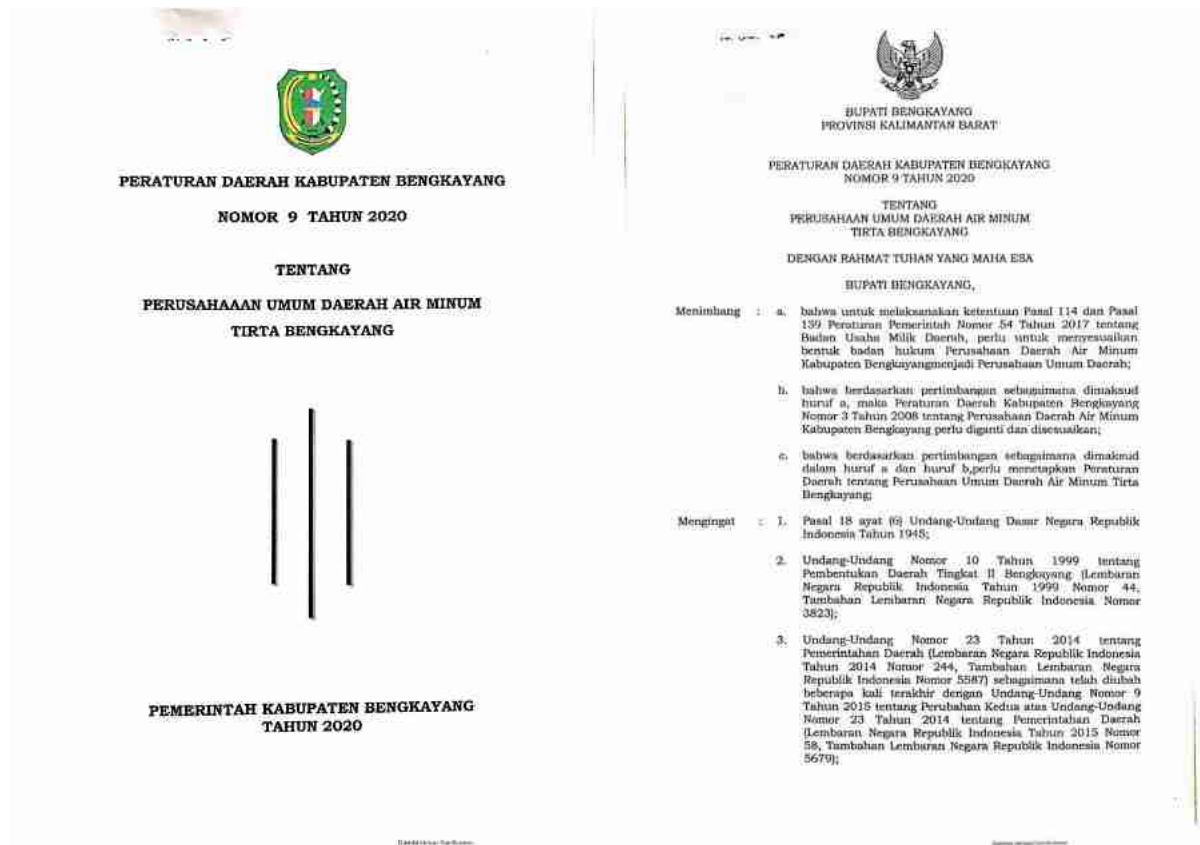 PERATURAN DAERAH KABUPATEN BENGKAYANG
NOMOR 9 TAHUN 2020
TENTANG
PERUSAHAAAN UMUM DAERAH AIR MINUM
TIRTA BENGKAYANG
PEMERINTAH KABUPATEN BENGKAYANG
TAHUN 2020
BUPATI BENGKAYANG
PROVINSI KALIMANTAN BARAT
PERATURAN DAERAH KABUPATEN BENGKAYANG
NOMOR 9 TAHUN 2020
TENTANG
PERUSAHAAN UMUM DAERAH AIR MINUM
TIRTA BENGKAYANG
DENGAN RAHMAT TUHAN YANG MAHA ESA
BUPATI BENGKAYANG,
Menimbang : a. bahwa untuk melaksanakan ketentuan Pasal 114 dan Pasal
139 Peraturan Pemerintah Nomor 54 Tahun 2017 tentang
Badan Usaha Milik Daerah, perlu untuk menyesuaikan
bentuk badan hukum Perusahaan Daerah Air Minum
Kabupaten Bengkayangmenjadi Perusahaan Umum Daerah;
b. bahwa berdasarkan pertimbangan sebagaimana dimaksud
huruf a, maka Peraturan Daerah Kabupaten Bengkayang
Nomor 3 Tahun 2008 tentang Perusahaan Daerah Air Minum
Kabupaten Bengkayang perlu diganti dan disesuaikan;
c. bahwa berdasarkan pertimbangan sebagaimana dimaksud
dalam huruf a dan huruf b,perlu menetapkan Peraturan
Daerah tentang Perusahaan Umum Daerah Air Minum Tirta
Bengkayang;
Mengingat : 1. Pasal 18 ayat (6) Undang-Undang Dasar Negara Republik
Indonesia Tahun 1945;
2. Undang-Undang Nomor 10 Tahun 1999 tentang
Pembentukan Daerah Tingkat II Bengkayang (Lembaran
Negara Republik Indonesia Tahun 1999 Nomor 44,
Tambahan Lembaran Negara Republik Indonesia Nomor
3823);
3. Undang-Undang Nomor 23 Tahun 2014 tentang
Pemerintahan Daerah (Lembaran Negara Republik Indonesia
Tahun 2014 Nomor 244, Tambahan Lembaran Negara
Republik Indonesia Nomor 5587) sebagaimana telah diubah
beberapa kali terakhir dengan Undang-Undang Nomor 9
Tahun 2015 tentang Perubahan Kedua atas Undang-Undang
Nomor 23 Tahun 2014 tentang Pemerintahan Daerah
(Lembaran Negara Republik Indonesia Tahun 2015 Nomor
58, Tambahan Lembaran Negara Republik Indonesia Nomor
5679);